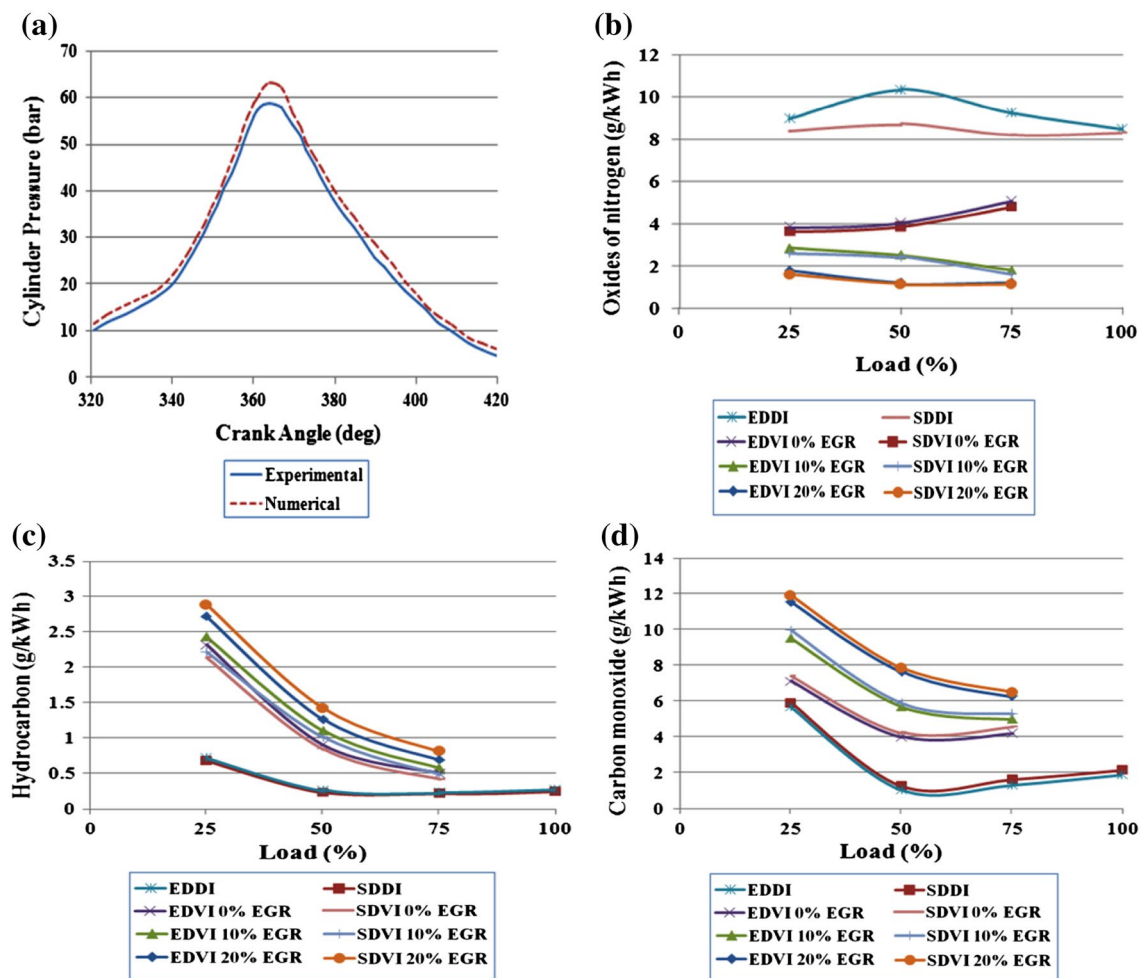 (a)
70
60
50
40
30
20
10
0
320
340
360
380
400
420
Cylinder Pressure (bar)
Crank Angle (deg)
Experimental
Numerical
(b)
12
10
8
6
4
2
0
0
25
50
75
100
Oxides of nitrogen (g/kWh)
Load (%)
EDDI
SDDI
EDVI 0% EGR
SDVI 0% EGR
EDVI 10% EGR
SDVI 10% EGR
EDVI 20% EGR
SDVI 20% EGR
(c)
3.5
3
2.5
2
1.5
1
0.5
0
0
25
50
75
100
Hydrocarbon (g/kWh)
Load (%)
EDDI
SDDI
EDVI 0% EGR
SDVI 0% EGR
EDVI 10% EGR
SDVI 10% EGR
EDVI 20% EGR
SDVI 20% EGR
(d)
14
12
10
8
6
4
2
0
0
25
50
75
100
Carbon monoxide (g/kWh)
Load (%)
EDDI
SDDI
EDVI 0% EGR
SDVI 0% EGR
EDVI 10% EGR
SDVI 10% EGR
EDVI 20% EGR
SDVI 20% EGR